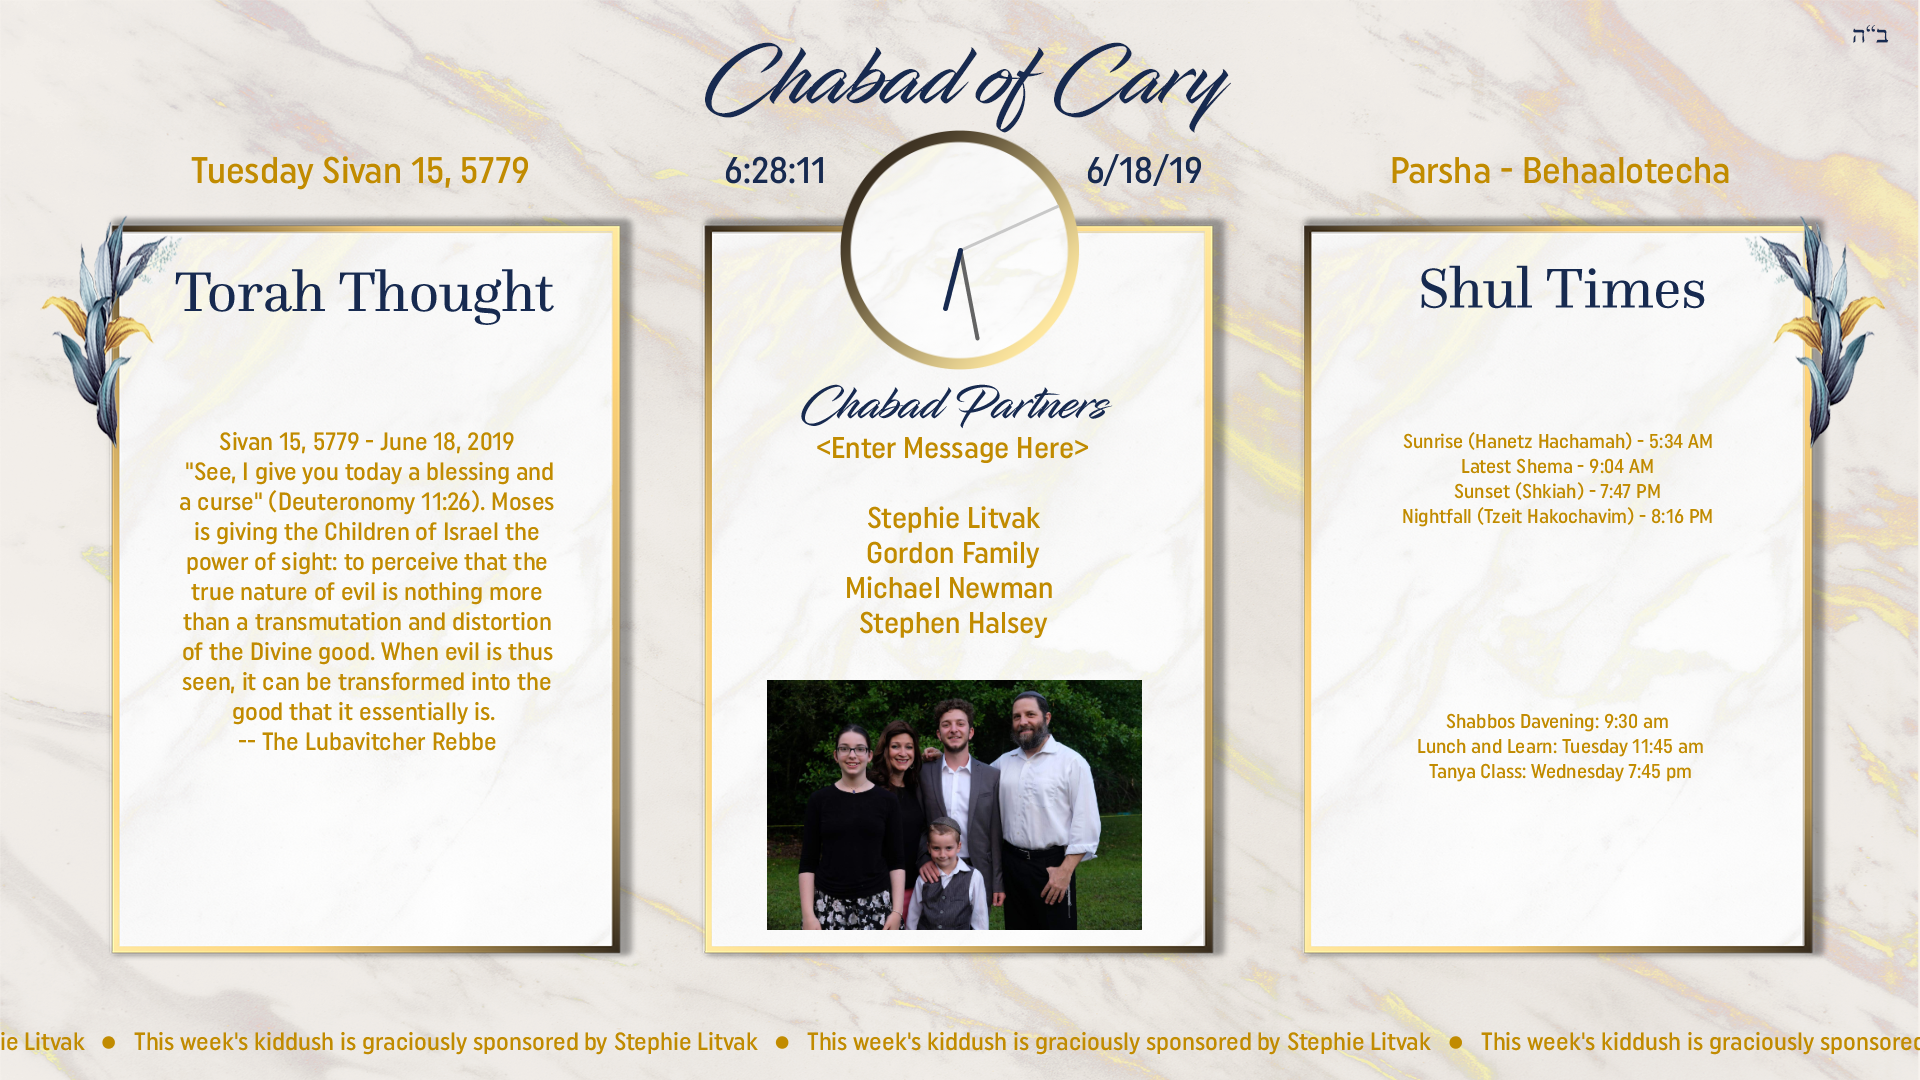 ב“ה
Chabad of Cary
Tuesday Sivan 15, 5779
6:28:11
6/18/19
Parsha - Behaalotecha
Torah Thought
Sivan 15, 5779 - June 18, 2019
"See, I give you today a blessing and
a curse" (Deuteronomy 11:26). Moses
is giving the Children of Israel the
power of sight: to perceive that the
true nature of evil is nothing more
than a transmutation and distortion
of the Divine good. When evil is thus
seen, it can be transformed into the
good that it essentially is.
-- The Lubavitcher Rebbe
Chabad Partners
<Enter Message Here>
Stephie Litvak
Gordon Family
Michael Newman
Stephen Halsey
Shul Times
Sunrise (Hanetz Hachamah) - 5:34 AM
Latest Shema - 9:04 AM
Sunset (Shkiah) - 7:47 PM
Nightfall (Tzeit Hakochavim) - 8:16 PM
Shabbos Davening: 9:30 am
Lunch and Learn: Tuesday 11:45 am
Tanya Class: Wednesday 7:45 pm
ie Litvak ● This week's kiddush is graciously sponsored by Stephie Litvak ● This week's kiddush is graciously sponsored by Stephie Litvak ● This week's kiddush is graciously sponsored